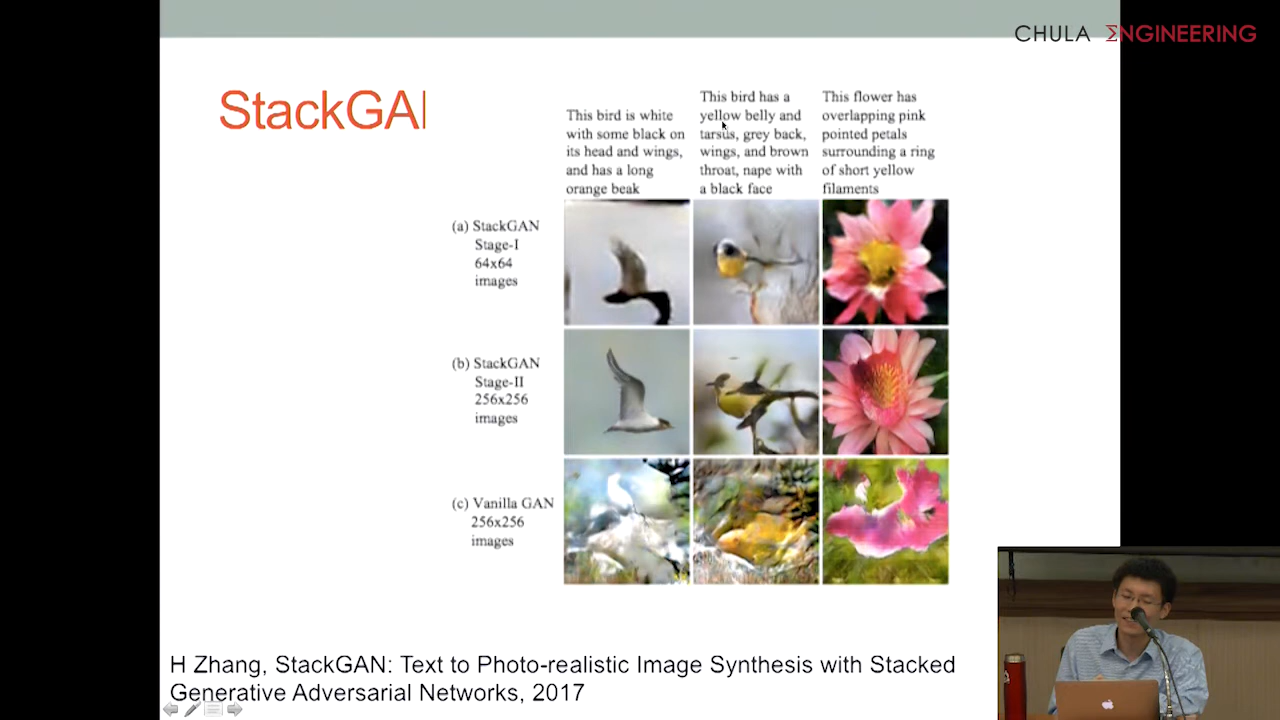 CHULA ΣNGINEERING
StackGA
This bird is white
with some black on
its head and wings,
and has a long
orange beak
This bird has a
yellow belly and
tarsus, grey back,
wings, and brown
throat, nape with
a black face
This flower has
overlapping pink
pointed petals
surrounding a ring
of short yellow
filaments
(a) StackGAN
Stage-I
64x64
images
(b) StackGAN
Stage-II
256x256
images
(c) Vanilla GAN
256x256
images
H Zhang, StackGAN: Text to Photo-realistic Image Synthesis with Stacked
Generative Adversarial Networks, 2017